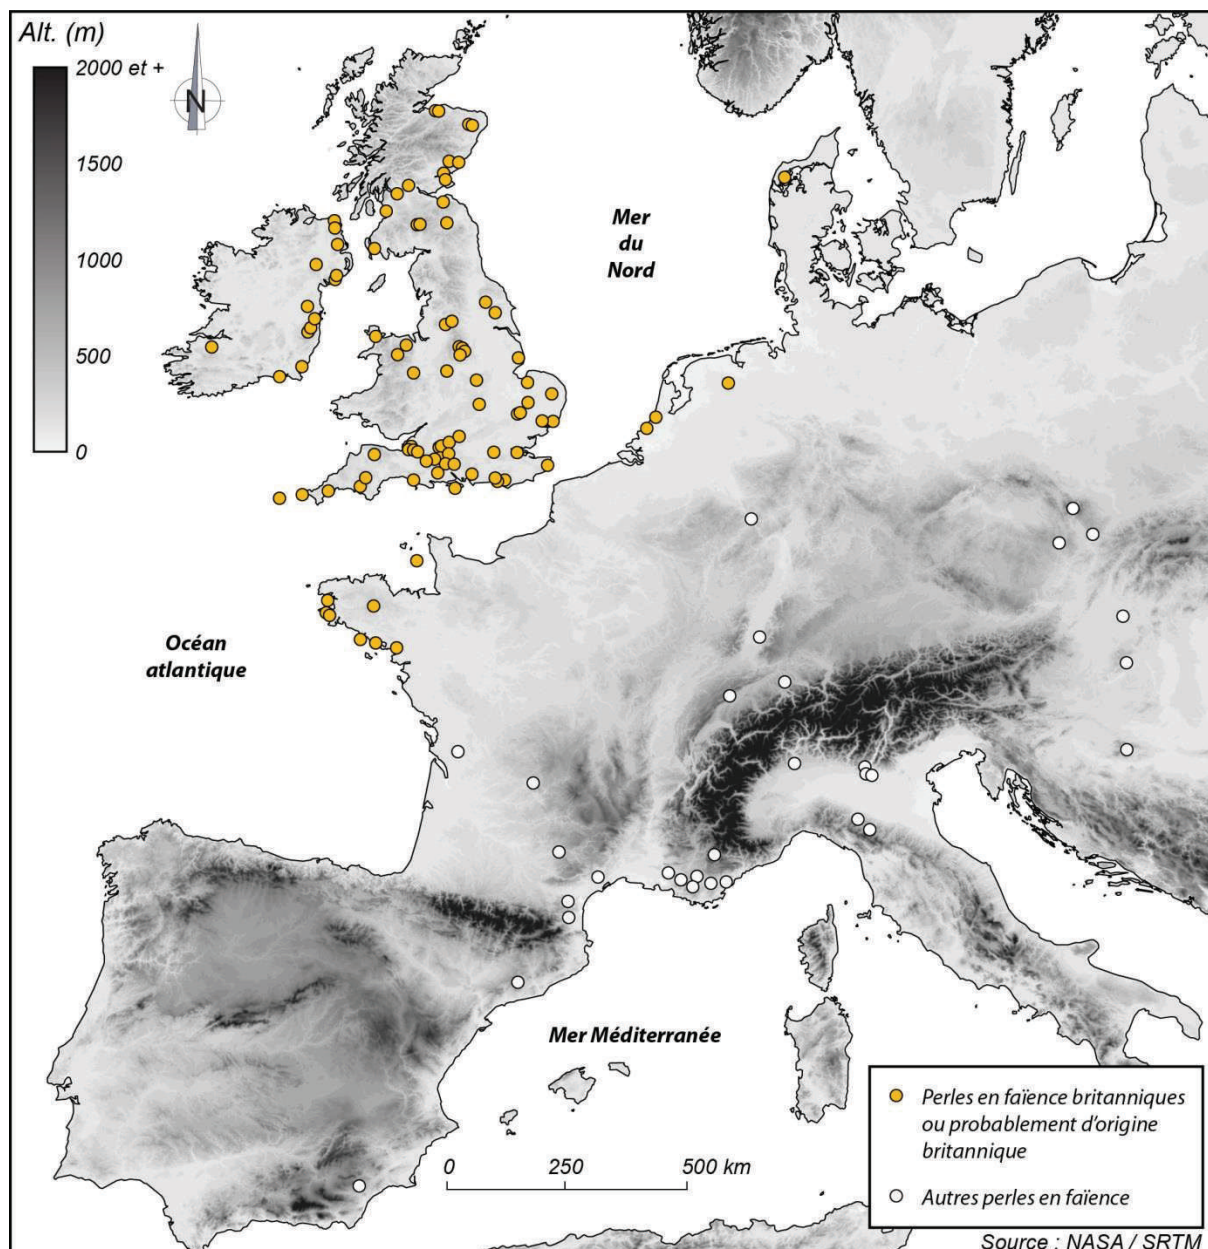 Alt. (m)
2000 et +
1500
1000
500
0
N
Mer
du
Nord
Océan
atlantique
Mer Méditerranée
0 250 500 km
Perles en faïence britanniques
ou probablement d'origine
britannique
Autres perles en faïence
Source : NASA / SRTM